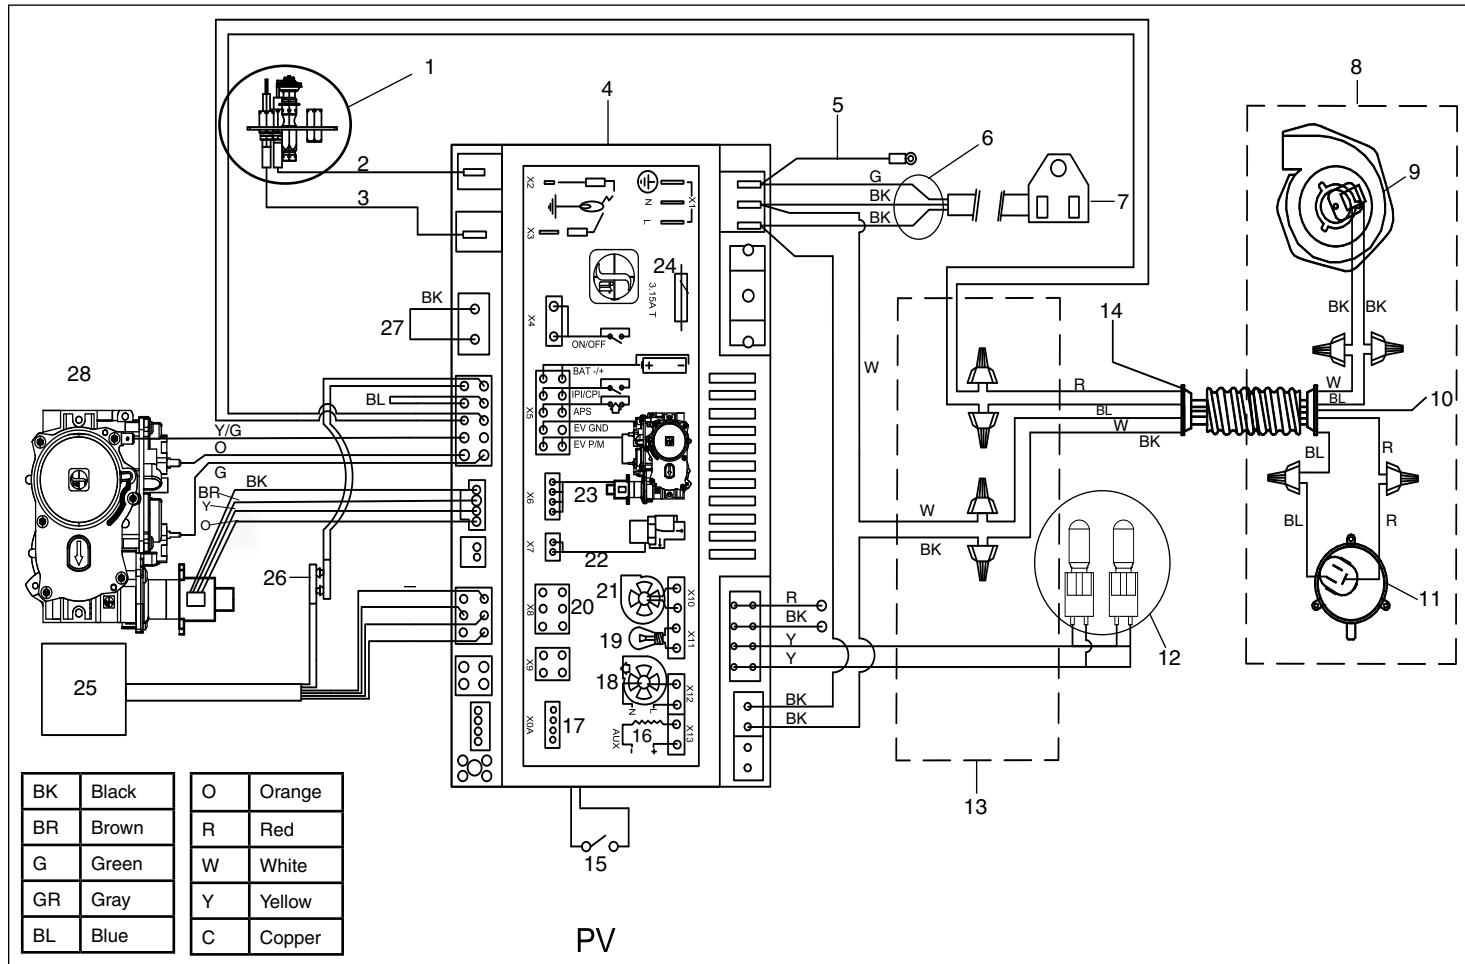 1
8
4
5
6
2
G
9
X2
N
X1
BK
3
BK
7
X3
L
24
3.15A T
BK
BK BK
27
X4
14
ON/OFF
W
28
BAT -/+
R
W
BL
IPI/CPI
BL
10
X5
APS
BL
Y/G
EV GND
W
O
EV P/M
BK
G
BL
R
BK
BR
X6
23
Y
W
BL
R
O
X7
22
BK
26
21
X10
R
11
X8
20
BK
19
X11
Y
12
X9
Y
25
18
X12
N
L
BK
X0A
17
16
X13
BK
AUX
- +
13
15
BK Black
BR Brown
G Green
GR Gray
BL Blue
O Orange
R Red
W White
Y Yellow
C Copper
PV